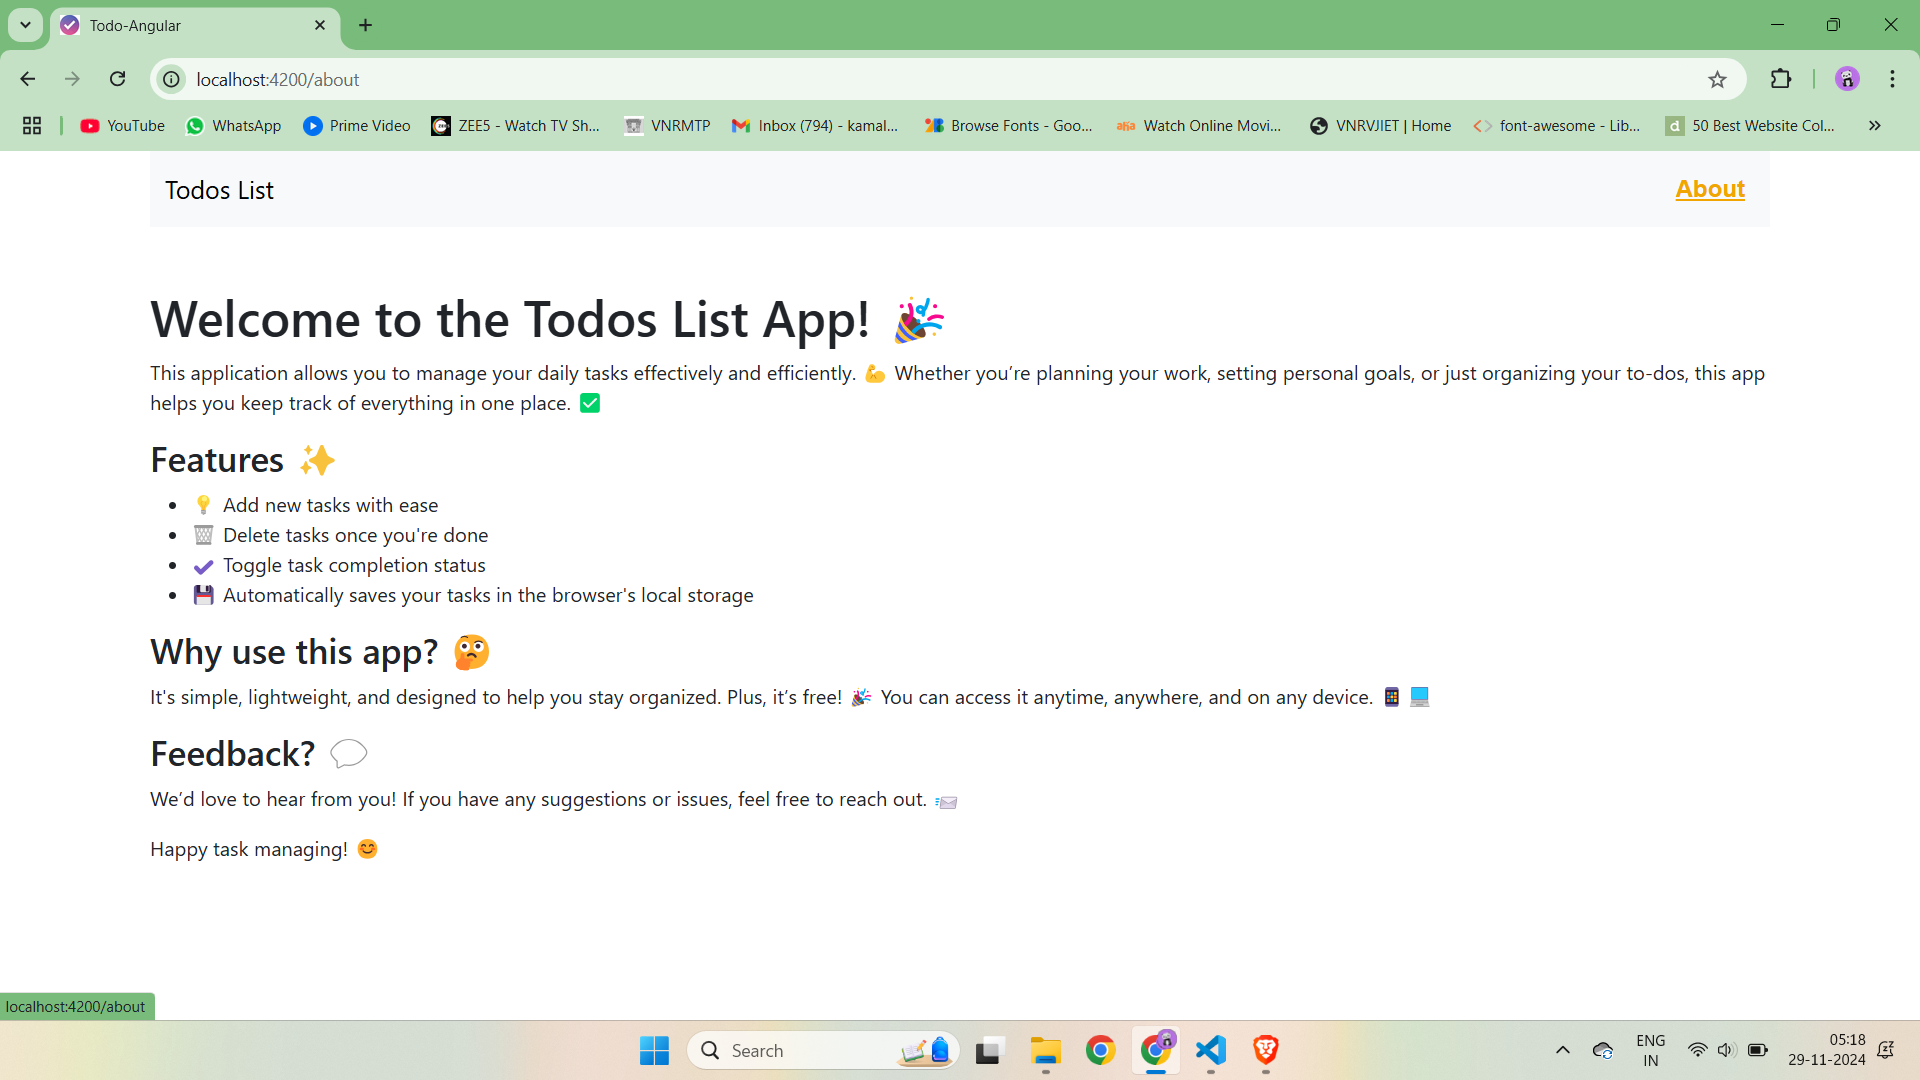 Todo-Angular
localhost:4200/about
YouTube WhatsApp Prime Video ZEE5 - Watch TV Sh... VNRMTP Inbox (794) - kamal... Browse Fonts - Goo... Watch Online Movi... VNRVJIET | Home font-awesome - Lib... 50 Best Website Col...
Todos List About
Welcome to the Todos List App! 🎉
This application allows you to manage your daily tasks effectively and efficiently. 💪 Whether you’re planning your work, setting personal goals, or just organizing your to-dos, this app
helps you keep track of everything in one place. ✅
Features ✨
• 💡 Add new tasks with ease
• 🗑️ Delete tasks once you're done
• ✔️ Toggle task completion status
• 💾 Automatically saves your tasks in the browser's local storage
Why use this app? 🤔
It's simple, lightweight, and designed to help you stay organized. Plus, it’s free! 🎉 You can access it anytime, anywhere, and on any device. 📱 💻
Feedback? 💬
We’d love to hear from you! If you have any suggestions or issues, feel free to reach out. 📨
Happy task managing! 😊
localhost:4200/about
Search
ENG
IN
05:18
29-11-2024